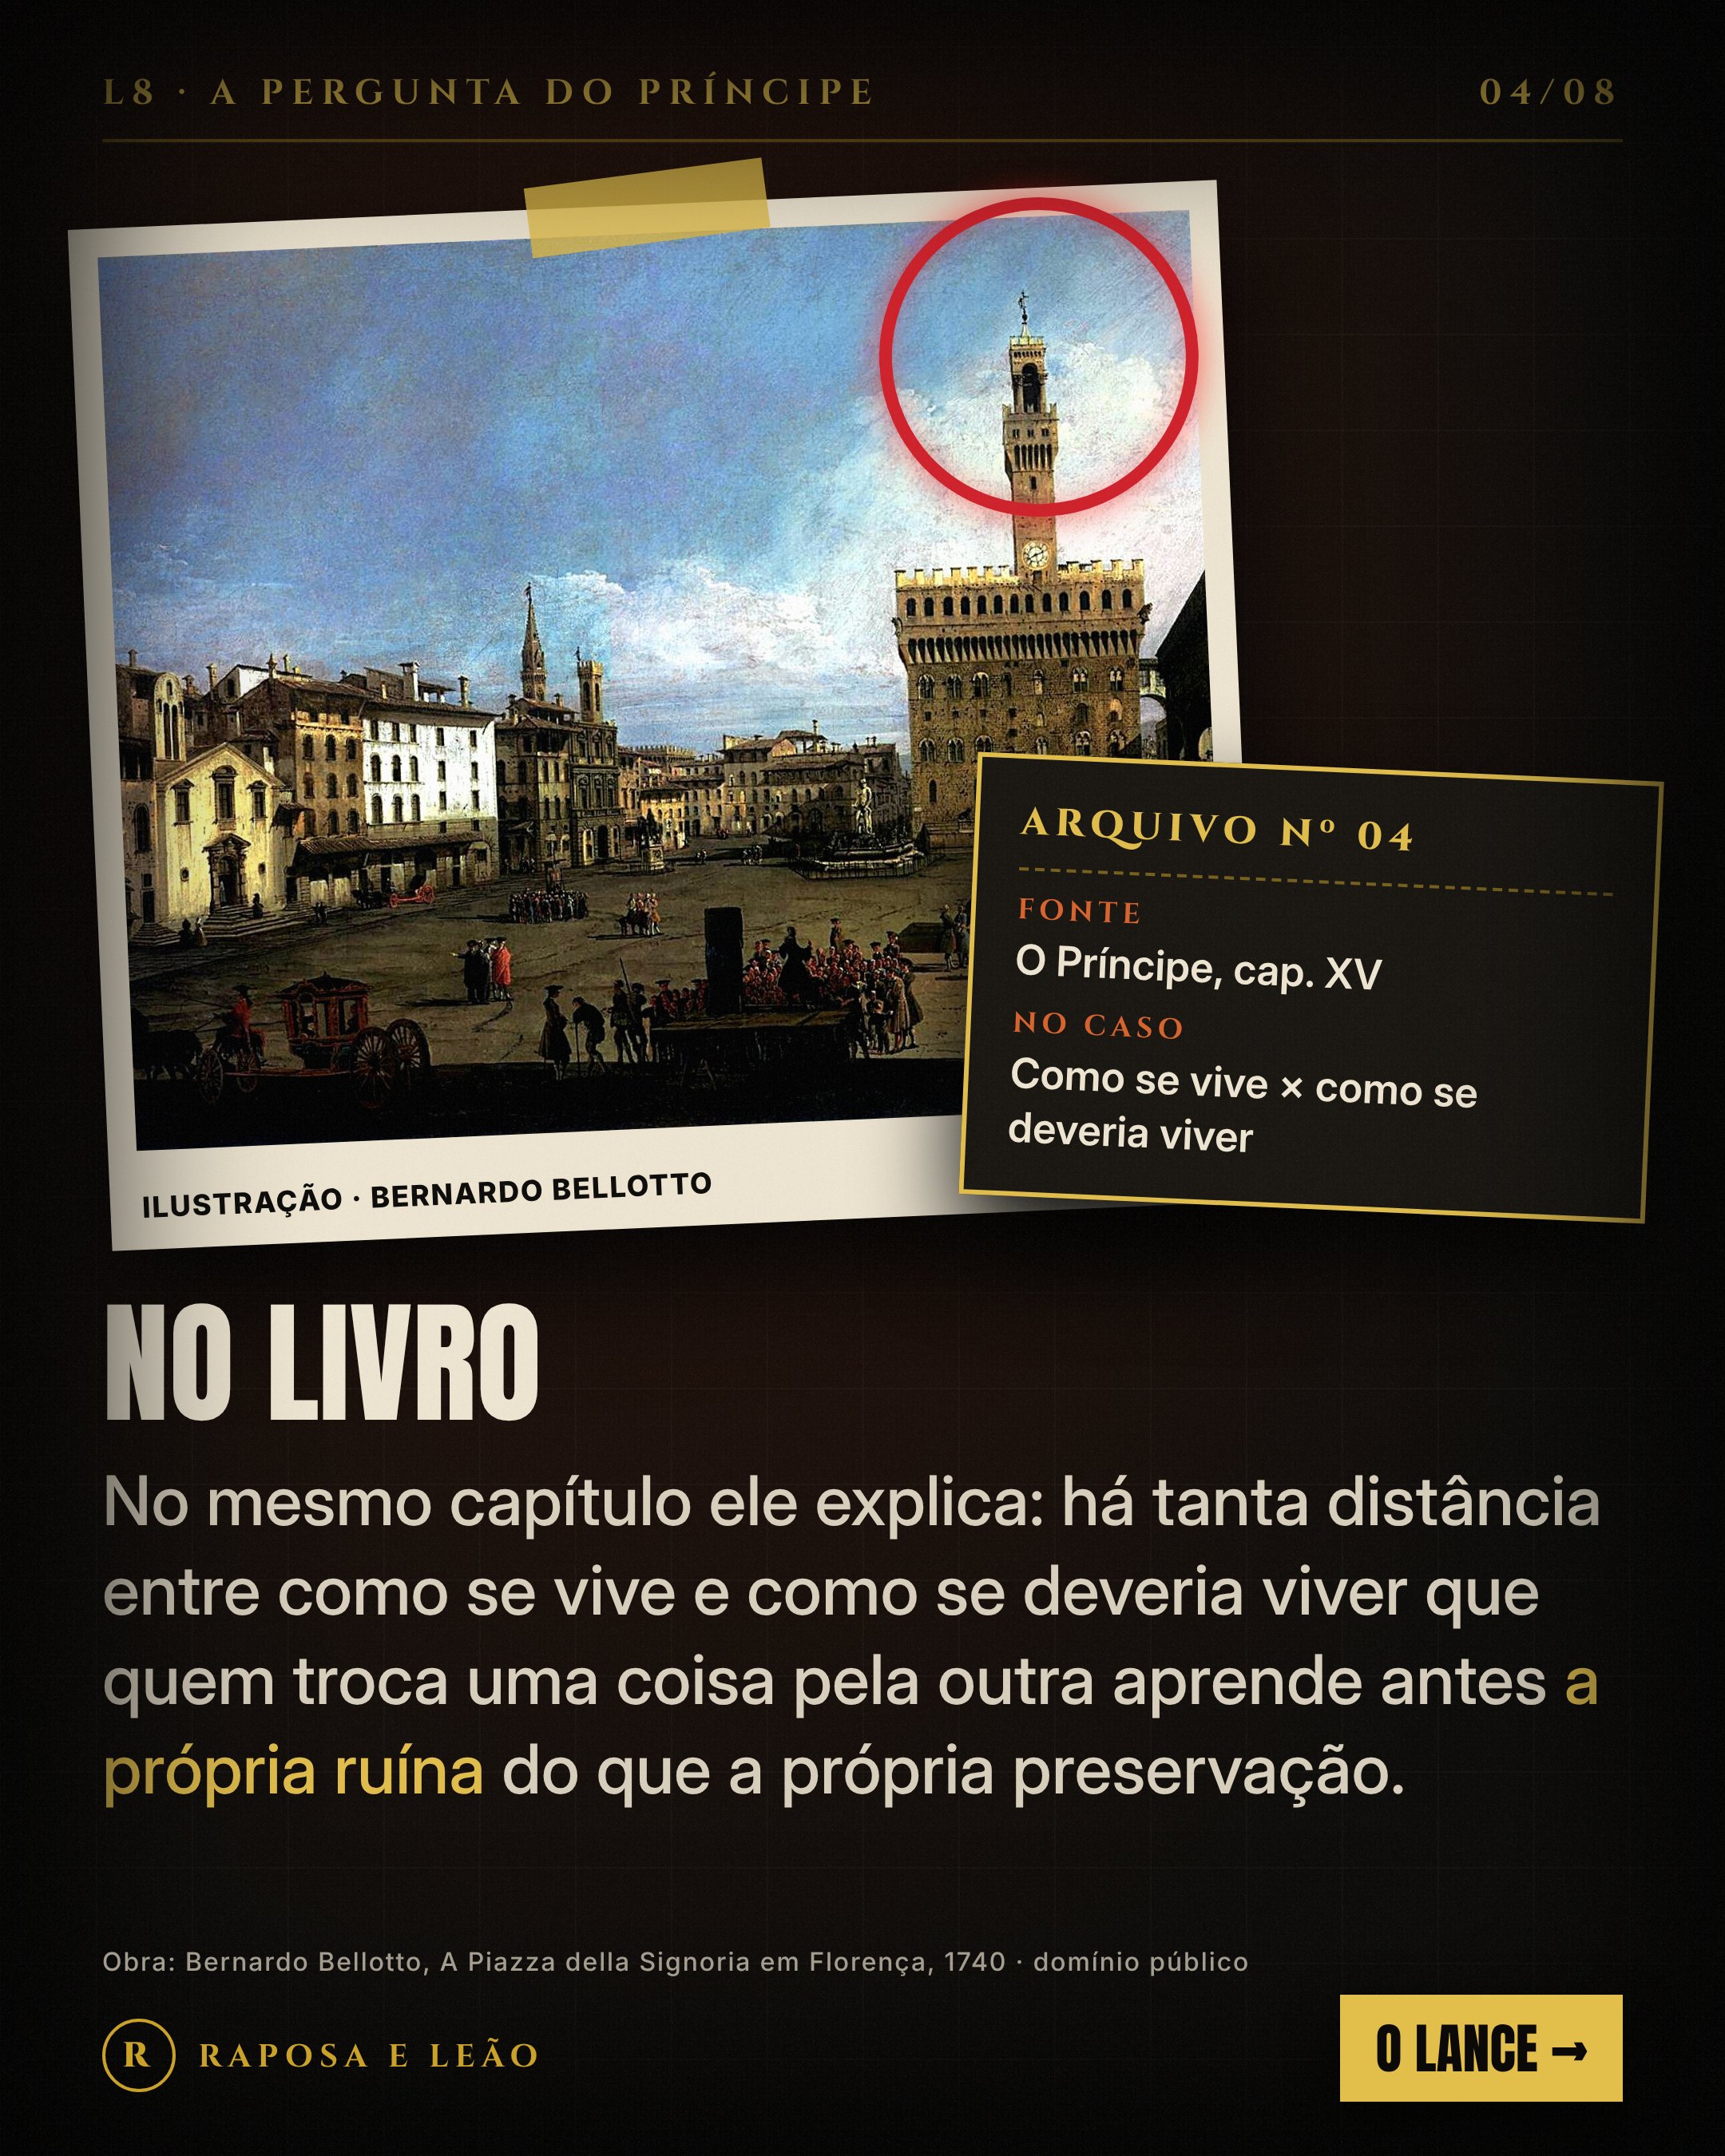 L8 · A PERGUNTA DO PRÍNCIPE
04/08
ARQUIVO Nº 04
FONTE
O Príncipe, cap. XV
NO CASO
Como se vive × como se
deveria viver
ILUSTRAÇÃO · BERNARDO BELLOTTO
NO LIVRO
No mesmo capítulo ele explica: há tanta distância
entre como se vive e como se deveria viver que
quem troca uma coisa pela outra aprende antes a
própria ruína do que a própria preservação.
Obra: Bernardo Bellotto, A Piazza della Signoria em Florença, 1740 · domínio público
R RAPOSA E LEÃO
O LANCE →